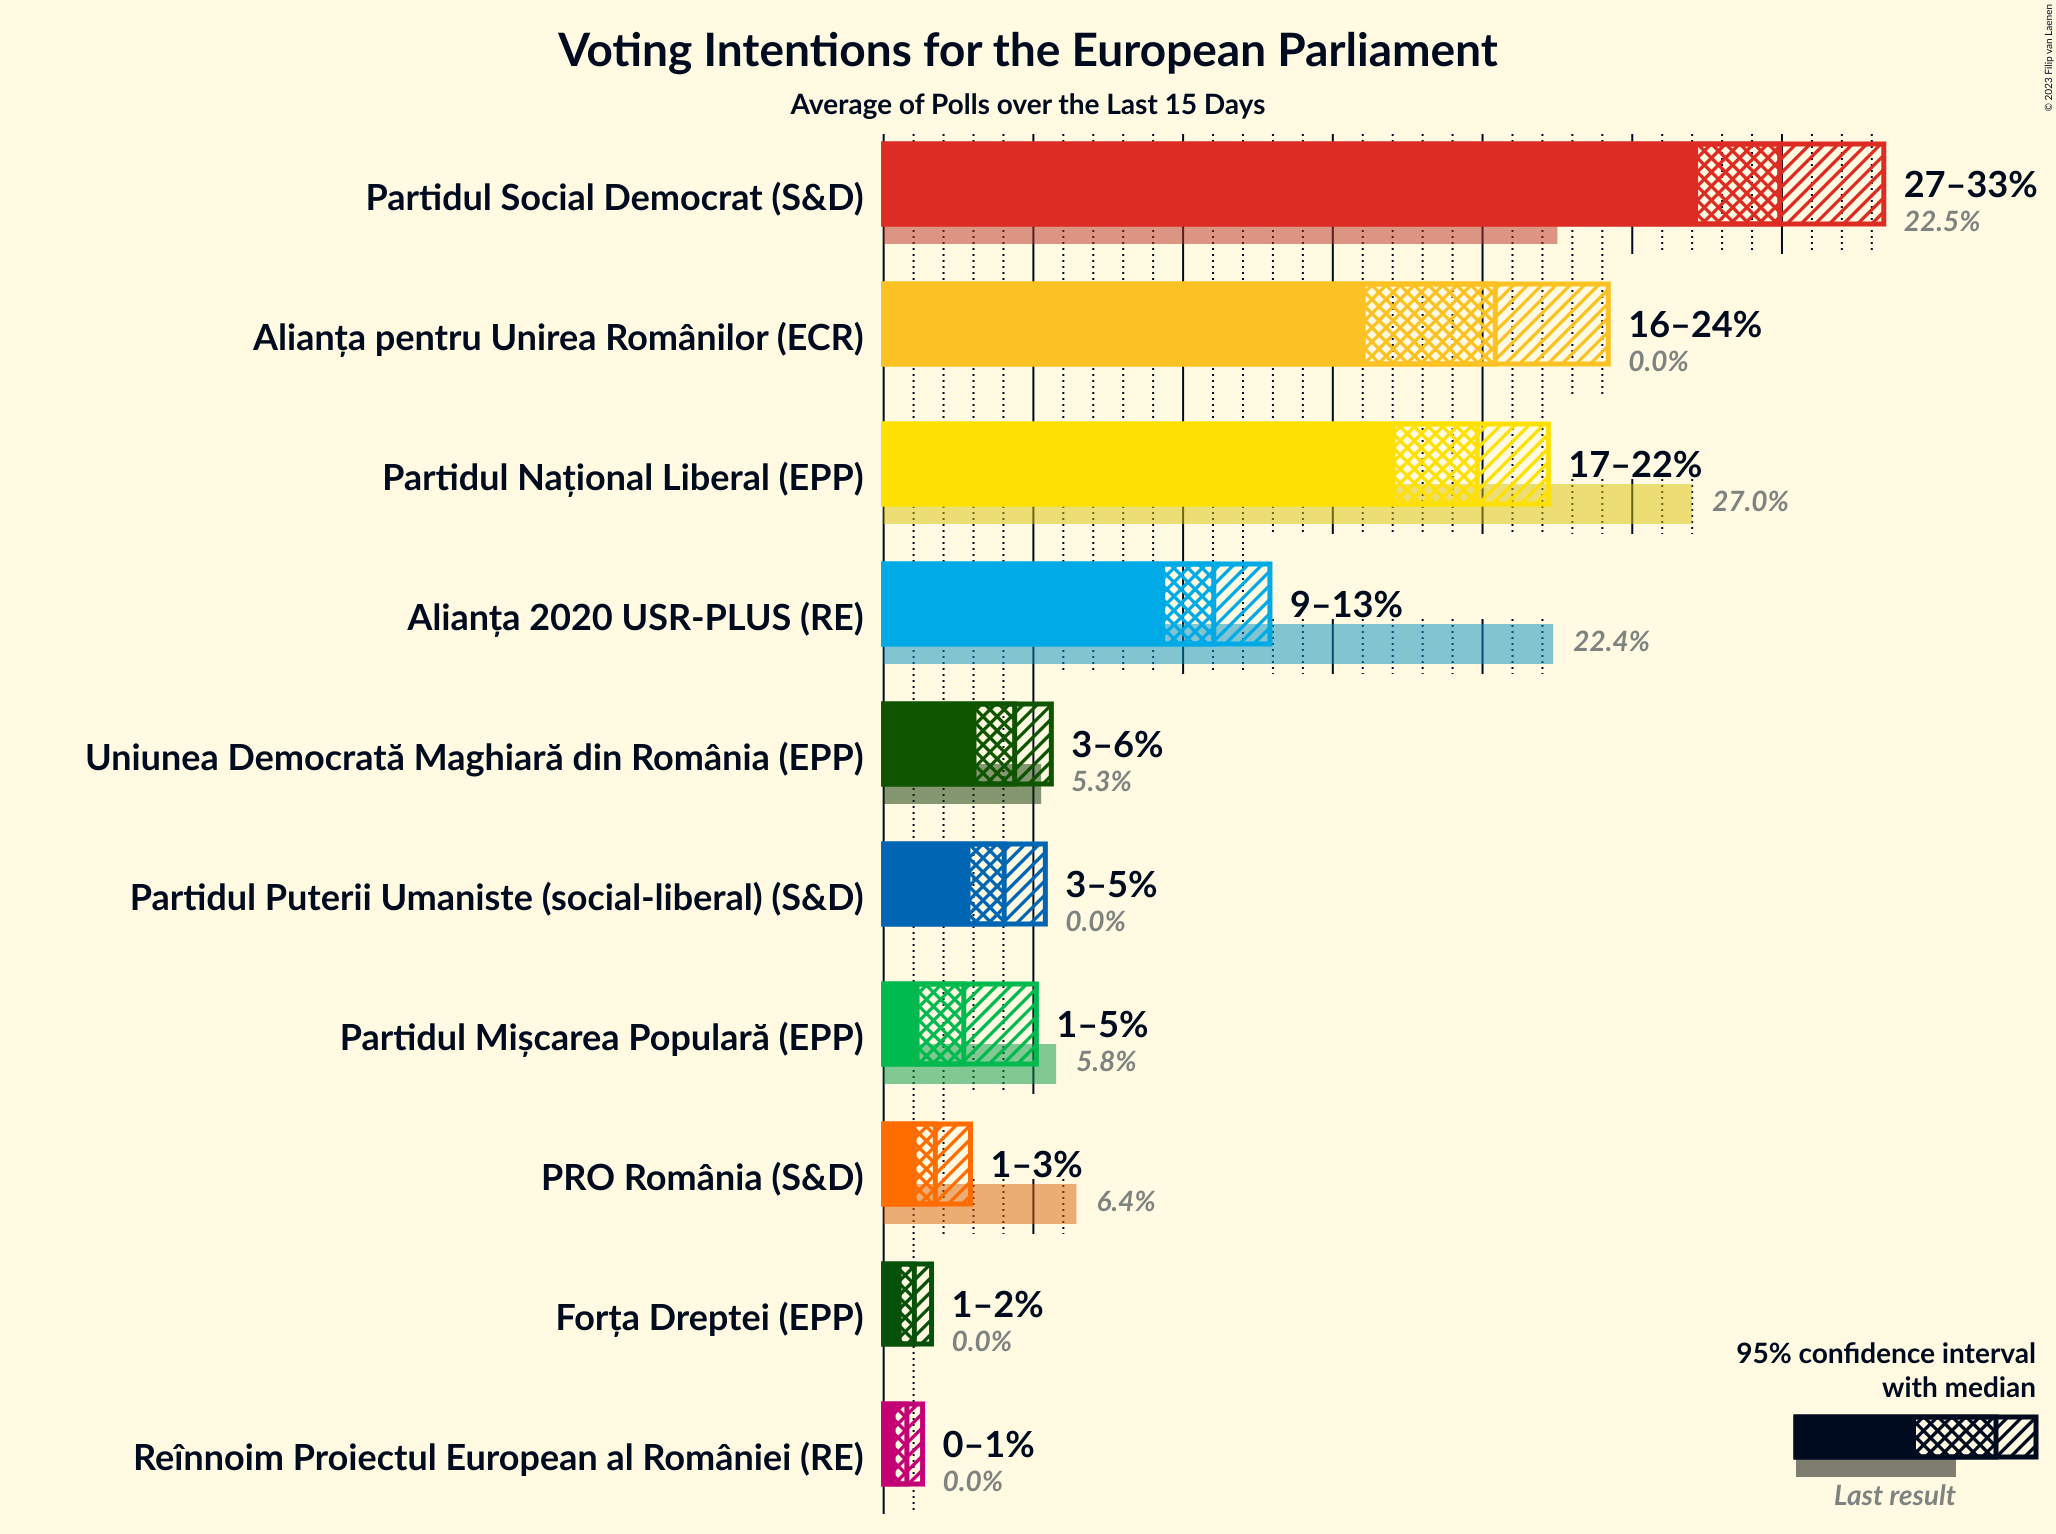 Voting Intentions for the European Parliament
Average of Polls over the Last 15 Days
© 2023 Filip van Laenen
Partidul Social Democrat (S&D)
27–33%
22.5%
Alianța pentru Unirea Românilor (ECR)
16–24%
0.0%
Partidul Național Liberal (EPP)
17–22%
27.0%
Alianța 2020 USR-PLUS (RE)
9–13%
22.4%
Uniunea Democrată Maghiară din România (EPP)
3–6%
5.3%
Partidul Puterii Umaniste (social-liberal) (S&D)
3–5%
0.0%
Partidul Mișcarea Populară (EPP)
1–5%
5.8%
PRO România (S&D)
1–3%
6.4%
Forța Dreptei (EPP)
1–2%
0.0%
Reînnoim Proiectul European al României (RE)
0–1%
0.0%
95% confidence interval
with median
Last result